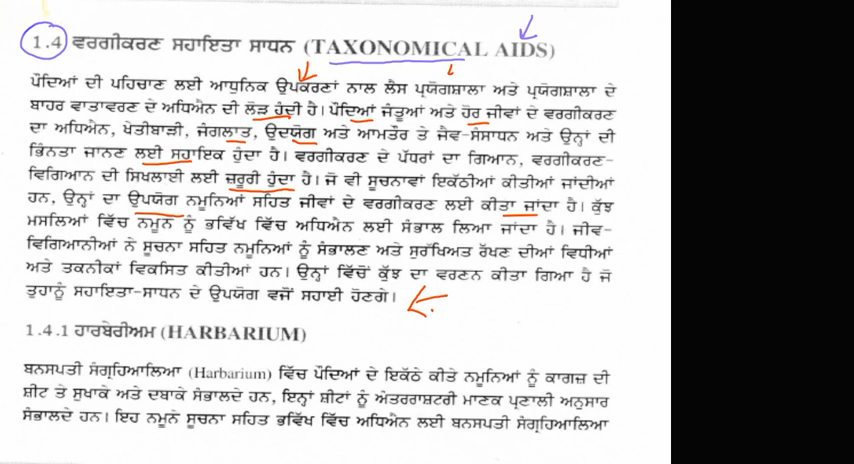 1.4 ਵਰਗੀਕਰਣ ਸਹਾਇਤਾ ਸਾਧਨ (TAXONOMICAL AIDS)
ਪੌਦਿਆਂ ਦੀ ਪਹਿਚਾਣ ਲਈ ਆਧੁਨਿਕ ਉਪਕਰਣਾਂ ਨਾਲ ਲੈਸ ਪ੍ਰਯੋਗਸ਼ਾਲਾ ਅਤੇ ਪ੍ਰਯੋਗਸ਼ਾਲਾ ਦੇ
ਬਾਹਰ ਵਾਤਾਵਰਣ ਦੇ ਅਧਿਐਨ ਦੀ ਲੋੜ ਹੁੰਦੀ ਹੈ। ਪੌਦਿਆਂ ਜੰਤੂਆਂ ਅਤੇ ਹੋਰ ਜੀਵਾਂ ਦੇ ਵਰਗੀਕਰਣ
ਦਾ ਅਧਿਐਨ, ਖੇਤੀਬਾੜੀ, ਜੰਗਲਾਤ, ਉਦਯੋਗ ਅਤੇ ਆਮਤੌਰ ਤੇ ਜੈਵ-ਸੰਸਾਧਨ ਅਤੇ ਉਨ੍ਹਾਂ ਦੀ
ਭਿੰਨਤਾ ਜਾਨਣ ਲਈ ਸਹਾਇਕ ਹੁੰਦਾ ਹੈ। ਵਰਗੀਕਰਣ ਦੇ ਪੱਧਰਾਂ ਦਾ ਗਿਆਨ, ਵਰਗੀਕਰਣ-
ਵਿਗਿਆਨ ਦੀ ਸਿਖਲਾਈ ਲਈ ਜ਼ਰੂਰੀ ਹੁੰਦਾ ਹੈ। ਜੋ ਵੀ ਸੂਚਨਾਵਾਂ ਇਕੱਠੀਆਂ ਕੀਤੀਆਂ ਜਾਂਦੀਆਂ
ਹਨ, ਉਨ੍ਹਾਂ ਦਾ ਉਪਯੋਗ ਨਮੂਨਿਆਂ ਸਹਿਤ ਜੀਵਾਂ ਦੇ ਵਰਗੀਕਰਣ ਲਈ ਕੀਤਾ ਜਾਂਦਾ ਹੈ। ਕੁੱਝ
ਮਸਲਿਆਂ ਵਿੱਚ ਨਮੂਨੇ ਨੂੰ ਭਵਿੱਖ ਵਿੱਚ ਅਧਿਐਨ ਲਈ ਸੰਭਾਲ ਲਿਆ ਜਾਂਦਾ ਹੈ। ਜੀਵ-
ਵਿਗਿਆਨੀਆਂ ਨੇ ਸੂਚਨਾ ਸਹਿਤ ਨਮੂਨਿਆਂ ਨੂੰ ਸੰਭਾਲਣ ਅਤੇ ਸੁਰੱਖਿਅਤ ਰੱਖਣ ਦੀਆਂ ਵਿਧੀਆਂ
ਅਤੇ ਤਕਨੀਕਾਂ ਵਿਕਸਿਤ ਕੀਤੀਆਂ ਹਨ। ਉਨ੍ਹਾਂ ਵਿੱਚੋਂ ਕੁੱਝ ਦਾ ਵਰਣਨ ਕੀਤਾ ਗਿਆ ਹੈ ਜੋ
ਤੁਹਾਨੂੰ ਸਹਾਇਤਾ-ਸਾਧਨ ਦੇ ਉਪਯੋਗ ਵਜੋਂ ਸਹਾਈ ਹੋਣਗੇ।
1.4.1 ਹਾਰਬੇਰੀਅਮ (HARBARIUM)
ਬਨਸਪਤੀ ਸੰਗ੍ਰਹਿਆਲਿਆ (Harbarium) ਵਿੱਚ ਪੌਦਿਆਂ ਦੇ ਇਕੱਠੇ ਕੀਤੇ ਨਮੂਨਿਆਂ ਨੂੰ ਕਾਗਜ਼ ਦੀ
ਸ਼ੀਟ ਤੇ ਸੁਖਾਕੇ ਅਤੇ ਦਬਾਕੇ ਸੰਭਾਲਦੇ ਹਨ, ਇਨ੍ਹਾਂ ਸ਼ੀਟਾਂ ਨੂੰ ਅੰਤਰਰਾਸ਼ਟਰੀ ਮਾਣਕ ਪ੍ਰਣਾਲੀ ਅਨੁਸਾਰ
ਸੰਭਾਲਦੇ ਹਨ। ਇਹ ਨਮੂਨੇ ਸੂਚਨਾ ਸਹਿਤ ਭਵਿੱਖ ਵਿੱਚ ਅਧਿਐਨ ਲਈ ਬਨਸਪਤੀ ਸੰਗ੍ਰਹਿਆਲਿਆ